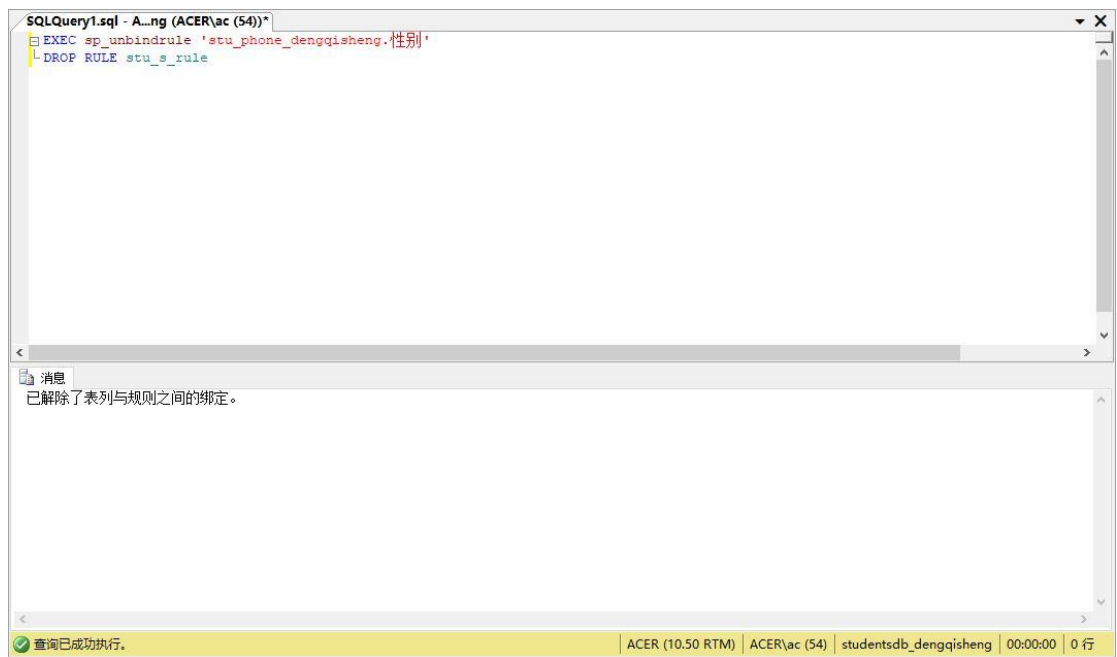 SQLQuery1.sql - A...ng (ACER\ac (54))*
EXEC sp_unbindrule 'stu_phone_dengqisheng.性别'
DROP RULE stu_s_rule
消息
已解除了表列与规则之间的绑定。
查询已成功执行。 ACER (10.50 RTM) ACER\ac (54) studentsdb_dengqisheng 00:00:00 0 行